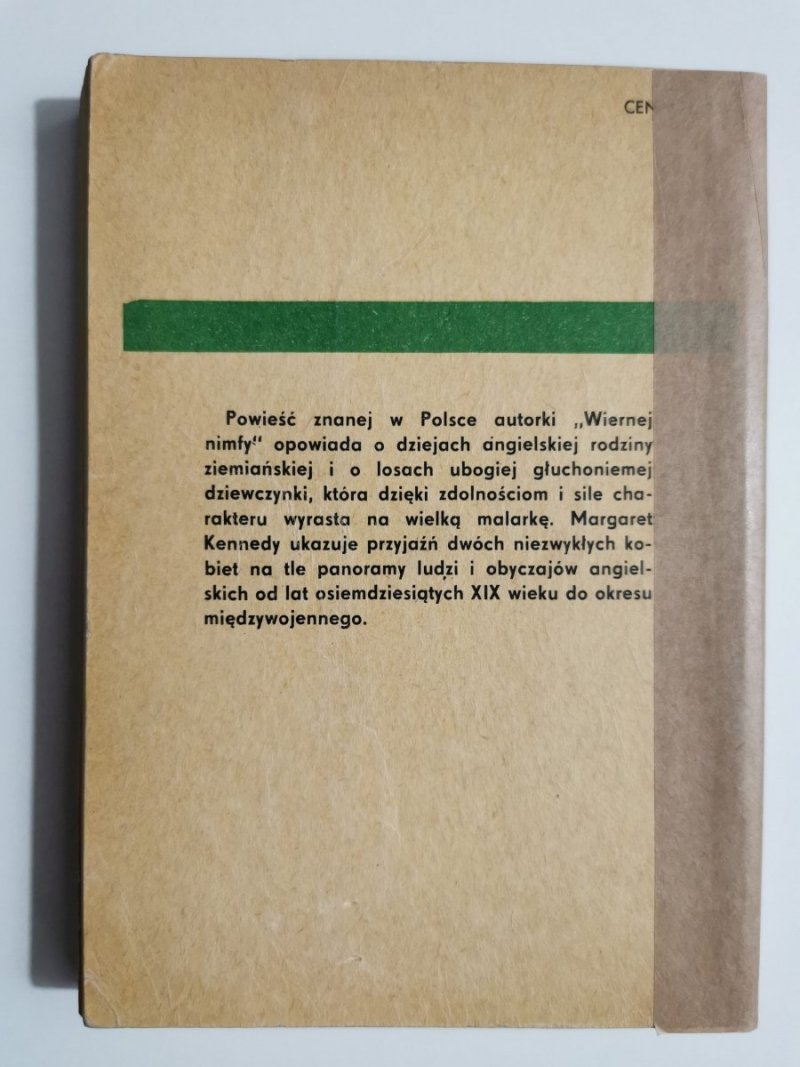 CEN
Powieść znanej w Polsce autorki „Wiernej
nimfy" opowiada o dziejach angielskiej rodziny
ziemiańskiej i o losach ubogiej głuchoniemej
dziewczynki, która dzięki zdolnościom i sile cha-
rakteru wyrasta na wielką malarkę. Margaret
Kennedy ukazuje przyjaźń dwóch niezwykłych ko-
biet na tle panoramy ludzi i obyczajów angiel-
skich od lat osiemdziesiątych XIX wieku do okresu
międzywojennego.